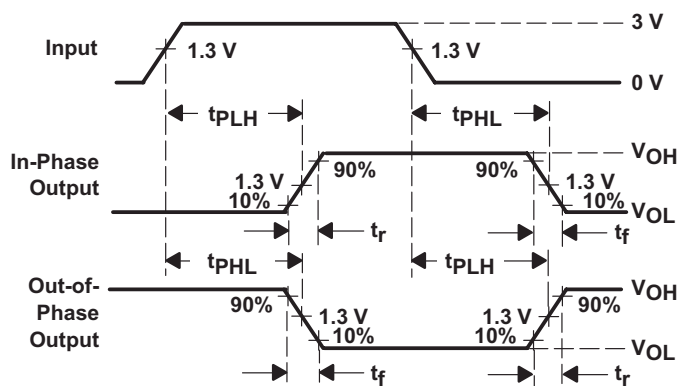 3 V
Input
1.3 V
1.3 V
0 V
tPLH
tPHL
VOH
In-Phase
Output
90%
90%
1.3 V
1.3 V
10%
10%
VOL
tr
tf
tPHL
tPLH
Out-of-
Phase
Output
VOH
90%
90%
1.3 V
1.3 V
10%
10%
VOL
tf
tr